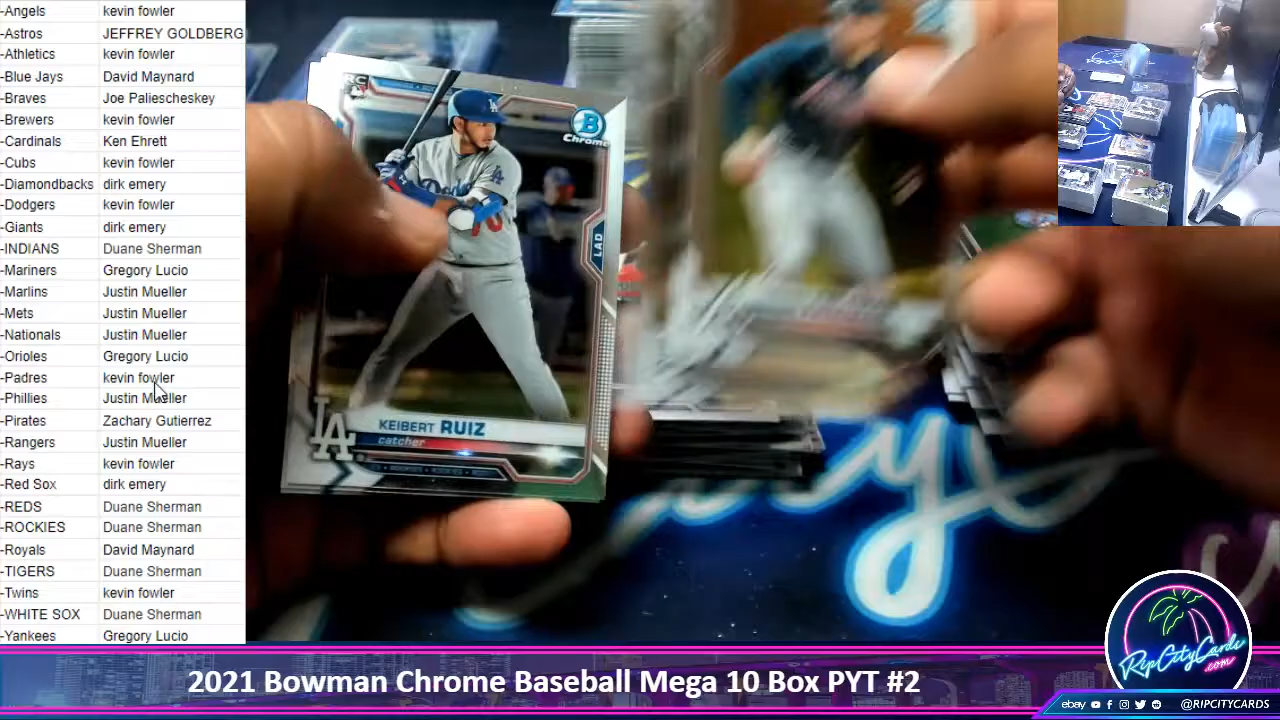 -Angels kevin fowler
-Astros JEFFREY GOLDBERG
-Athletics kevin fowler
-Blue Jays David Maynard
-Braves Joe Paliescheskey
-Brewers kevin fowler
-Cardinals Ken Ehrett
-Cubs kevin fowler
-Diamondbacks dirk emery
-Dodgers kevin fowler
-Giants dirk emery
-INDIANS Duane Sherman
-Mariners Gregory Lucio
-Marlins Justin Mueller
-Mets Justin Mueller
-Nationals Justin Mueller
-Orioles Gregory Lucio
-Padres kevin fowler
-Phillies Justin Mueller
-Pirates Zachary Gutierrez
-Rangers Justin Mueller
-Rays kevin fowler
-Red Sox dirk emery
-REDS Duane Sherman
-ROCKIES Duane Sherman
-Royals David Maynard
-TIGERS Duane Sherman
-Twins kevin fowler
-WHITE SOX Duane Sherman
-Yankees Gregory Lucio
RC
B
Chrome
LA
Dodgers
LAD
KEIBERT RUIZ
catcher
LA
RipCityCards
.com
2021 Bowman Chrome Baseball Mega 10 Box PYT #2
ebay @RIPCITYCARDS